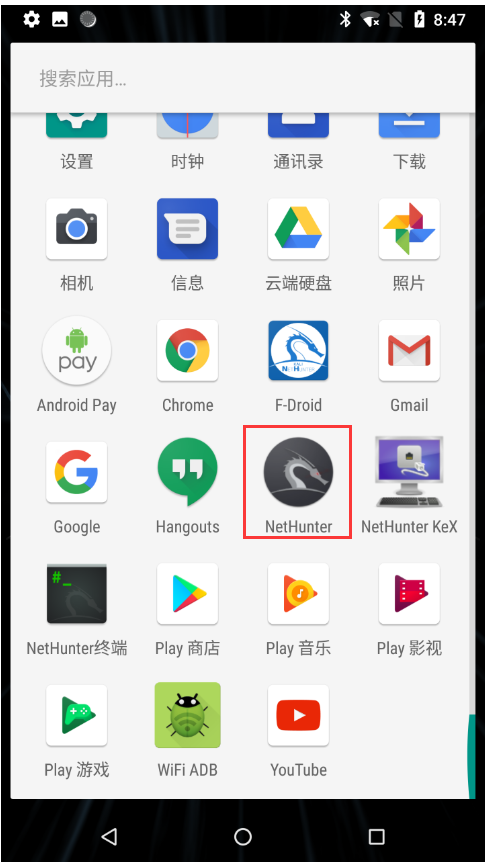 8:47
搜索应用...
设置
时钟
通讯录
下载
相机
信息
云端硬盘
照片
pay
Android Pay
Chrome
KALI
NETHUNTER
F-Droid
Gmail
Google
Hangouts
NetHunter
NetHunter KeX
#_
NetHunter终端
Play 商店
Play 音乐
Play 影视
Play 游戏
WiFi ADB
YouTube